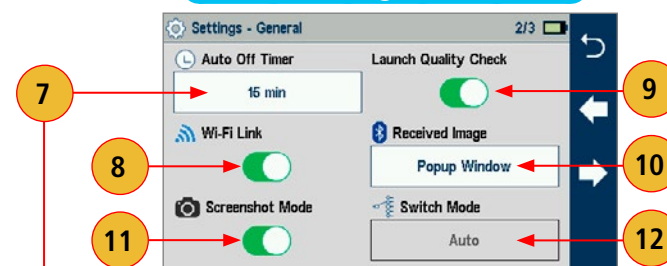 Settings - General 2/3
Auto Off Timer Launch Quality Check
7 15 min 9
Wi-Fi Link Received Image
8 Popup Window 10
Screenshot Mode Switch Mode
11 Auto 12